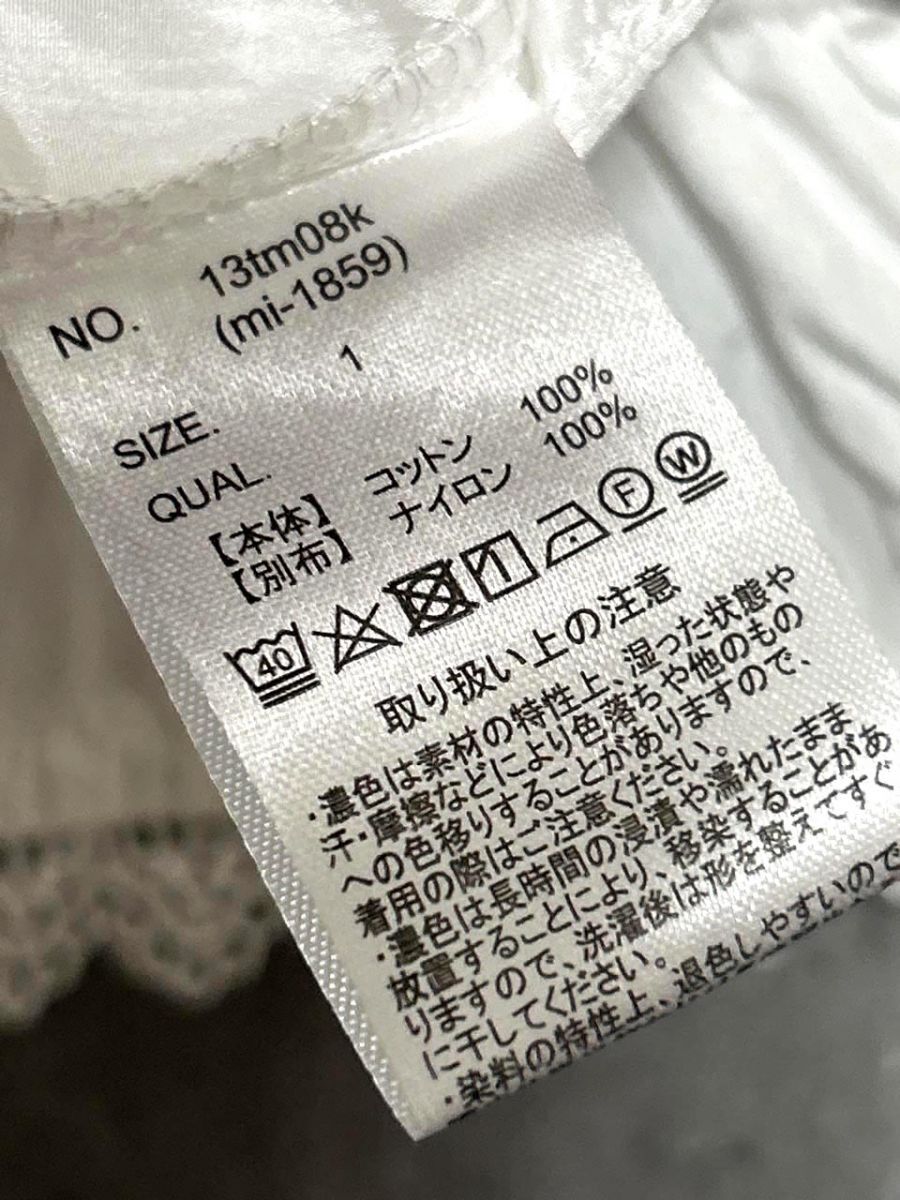 NO. 13tm08k
(mi-1859)
SIZE. 1
QUAL.
【本体】 コットン 100%
【別布】 ナイロン 100%
40 F W
取り扱い上の注意
・濃色は素材の特性上、湿った状態や
汗・摩擦などにより色落ちや他のもの
への色移りすることがありますので、
着用の際はご注意ください。
・濃色は長時間の浸漬や濡れたまま
放置することにより、移染することがあ
りますので、洗濯後は形を整えてすぐ
に干してください。
・染料の特性上、退色しやすいので